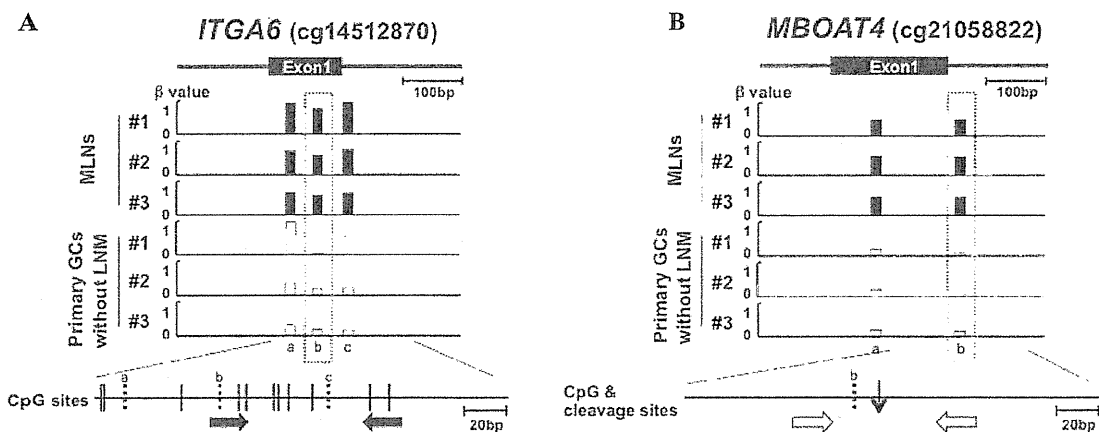 A
ITGA6 (cg14512870)
Exon1
100bp
β value
1
0
#1
1
0
#2
1
0
#3
MLNs
1
0
#1
1
0
#2
1
0
#3
Primary GCs
without LNM
a b c
a b c
CpG sites
20bp
B
MBOAT4 (cg21058822)
Exon1
100bp
β value
1
0
#1
1
0
#2
1
0
#3
MLNs
1
0
#1
1
0
#2
1
0
#3
Primary GCs
without LNM
a b
b
CpG &
cleavage sites
20bp